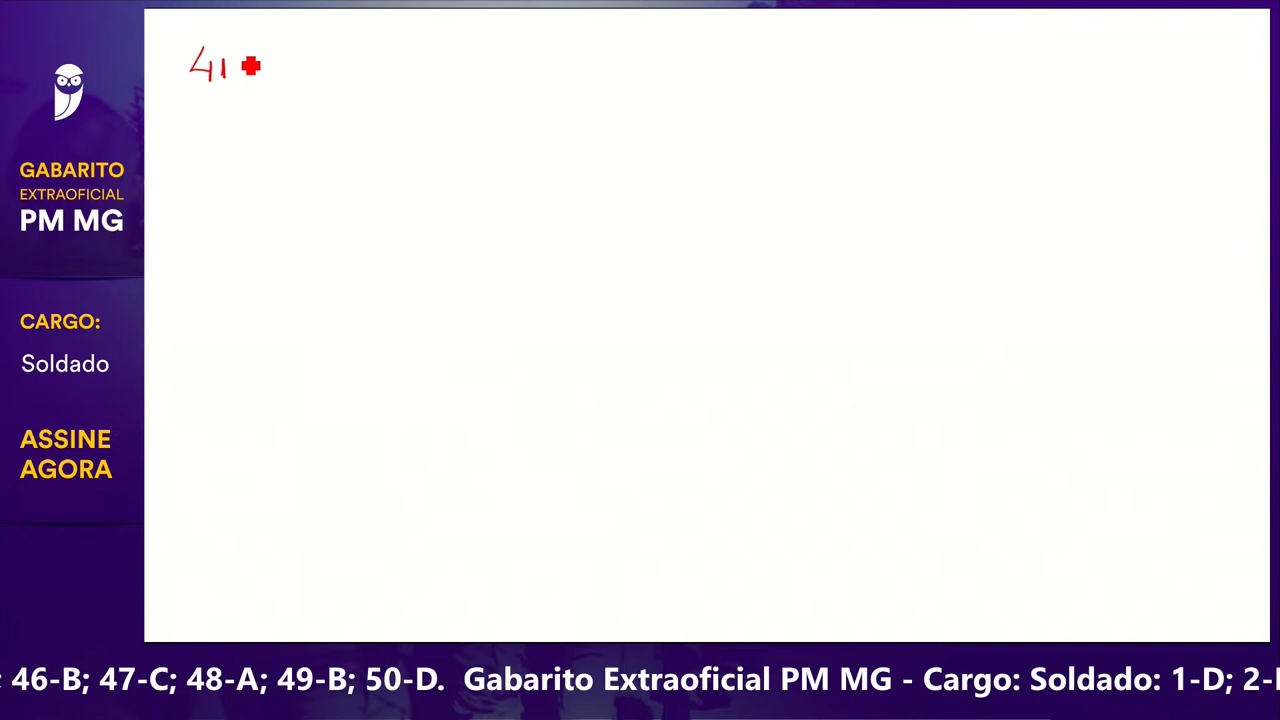 41
GABARITO
EXTRAOFICIAL
PM MG
CARGO:
Soldado
ASSINE
AGORA
; 46-B; 47-C; 48-A; 49-B; 50-D. Gabarito Extraoficial PM MG - Cargo: Soldado: 1-D; 2-